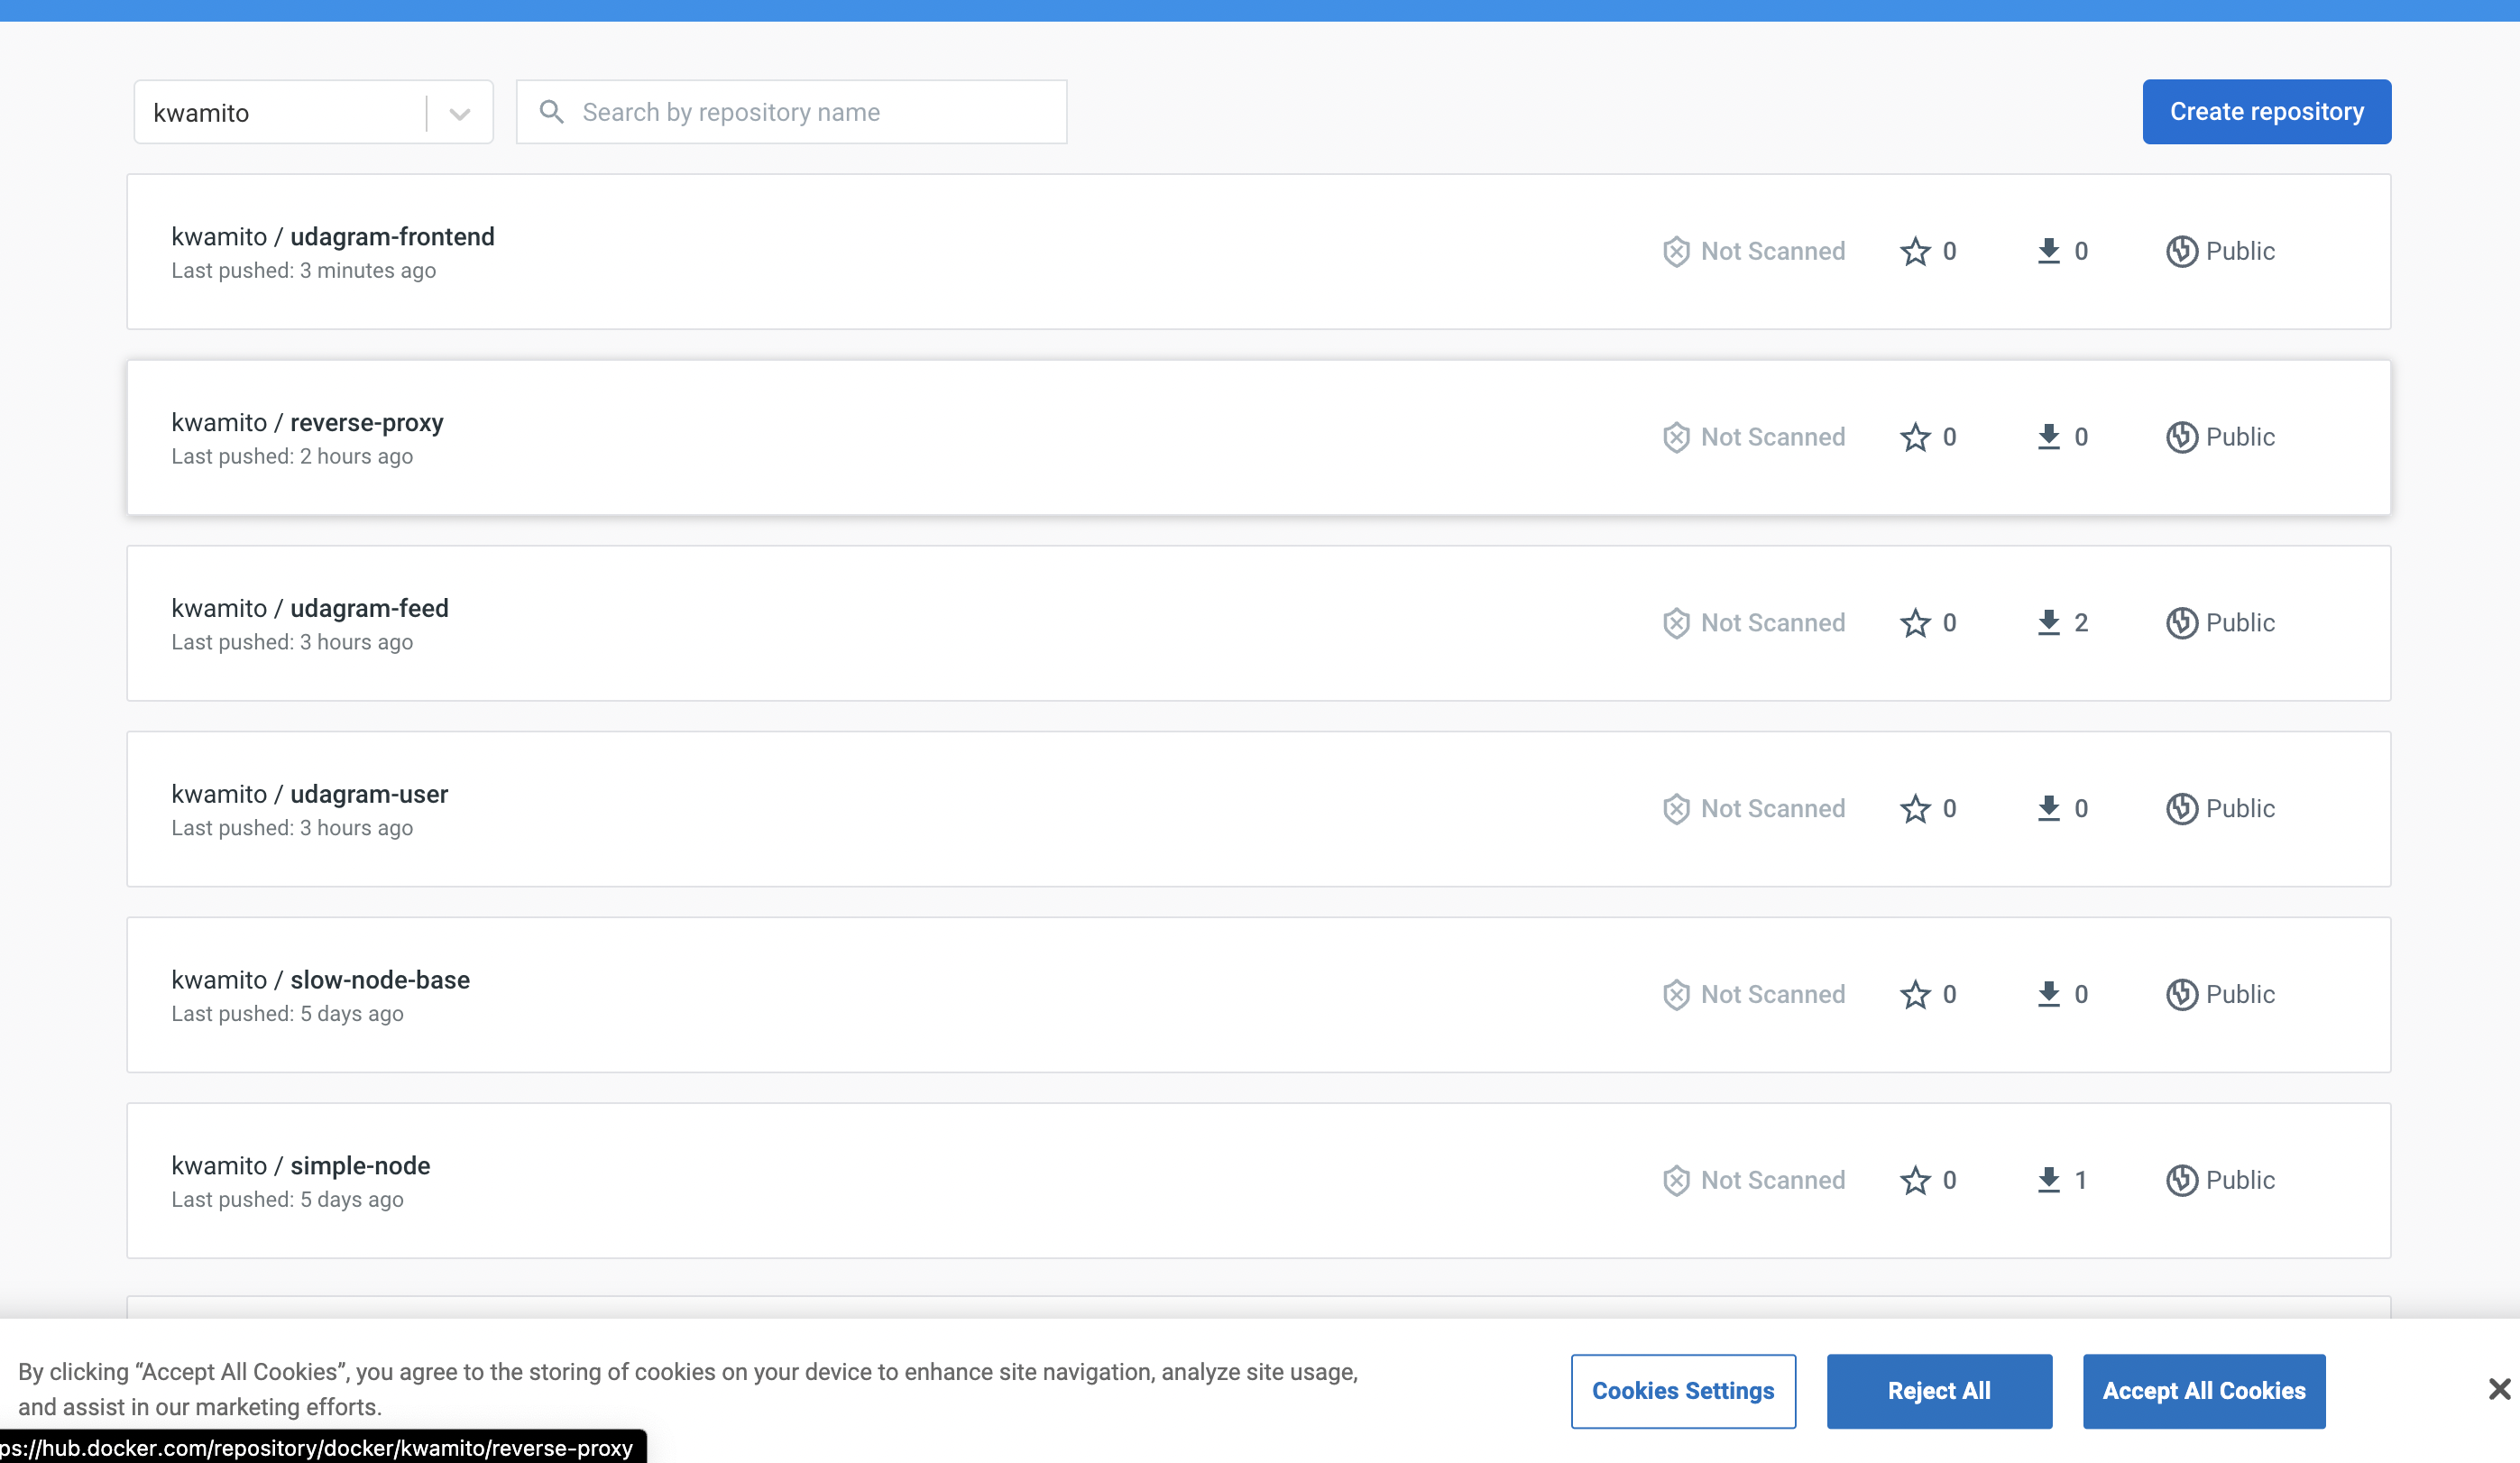 kwamito
Search by repository name
Create repository
kwamito / udagram-frontend
Last pushed: 3 minutes ago
Not Scanned
0
0
Public
kwamito / reverse-proxy
Last pushed: 2 hours ago
Not Scanned
0
0
Public
kwamito / udagram-feed
Last pushed: 3 hours ago
Not Scanned
0
2
Public
kwamito / udagram-user
Last pushed: 3 hours ago
Not Scanned
0
0
Public
kwamito / slow-node-base
Last pushed: 5 days ago
Not Scanned
0
0
Public
kwamito / simple-node
Last pushed: 5 days ago
Not Scanned
0
1
Public
By clicking “Accept All Cookies”, you agree to the storing of cookies on your device to enhance site navigation, analyze site usage,
and assist in our marketing efforts.
Cookies Settings
Reject All
Accept All Cookies
ps://hub.docker.com/repository/docker/kwamito/reverse-proxy